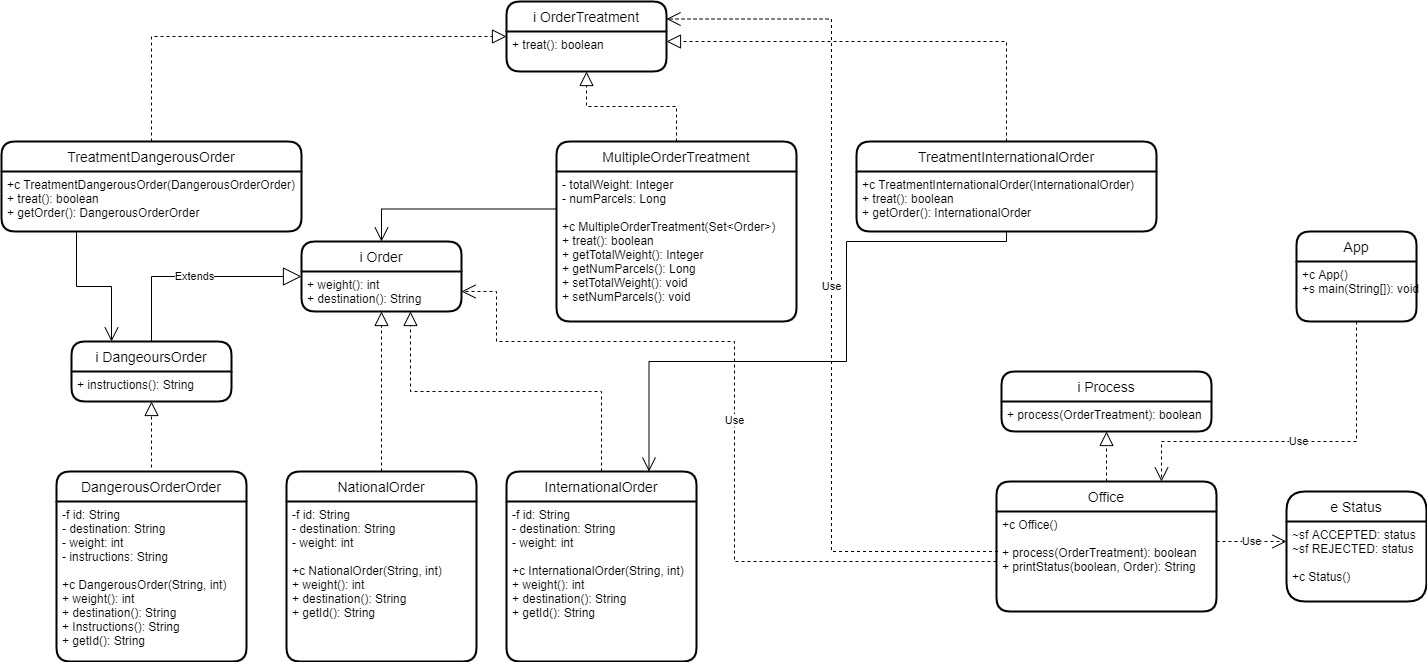 i OrderTreatment
+ treat(): boolean
TreatmentDangerousOrder
+c TreatmentDangerousOrder(DangerousOrderOrder)
+ treat(): boolean
+ getOrder(): DangerousOrderOrder
MultipleOrderTreatment
- totalWeight: Integer
- numParcels: Long
+c MultipleOrderTreatment(Set<Order>)
+ treat(): boolean
+ getTotalWeight(): Integer
+ getNumParcels(): Long
+ setTotalWeight(): void
+ setNumParcels(): void
TreatmentInternationalOrder
+c TreatmentInternationalOrder(InternationalOrder)
+ treat(): boolean
+ getOrder(): InternationalOrder
i Order
+ weight(): int
+ destination(): String
Extends
Use
App
+c App()
+s main(String[]): void
i DangeoursOrder
+ instructions(): String
i Process
+ process(OrderTreatment): boolean
Use
Use
DangerousOrderOrder
-f id: String
- destination: String
- weight: int
- instructions: String
+c DangerousOrder(String, int)
+ weight(): int
+ destination(): String
+ Instructions(): String
+ getId(): String
NationalOrder
-f id: String
- destination: String
- weight: int
+c NationalOrder(String, int)
+ weight(): int
+ destination(): String
+ getId(): String
InternationalOrder
-f id: String
- destination: String
- weight: int
+c InternationalOrder(String, int)
+ weight(): int
+ destination(): String
+ getId(): String
Office
+c Office()
+ process(OrderTreatment): boolean
+ printStatus(boolean, Order): String
Use
e Status
~sf ACCEPTED: status
~sf REJECTED: status
+c Status()